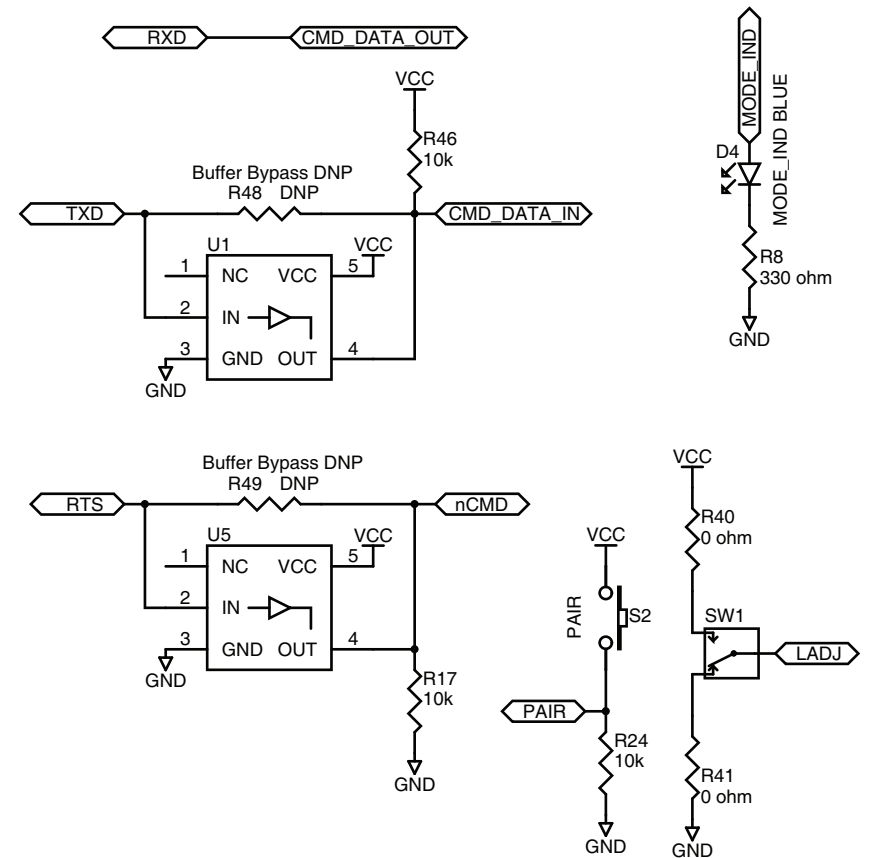 RXD
CMD_DATA_OUT
VCC
R46
10k
Buffer Bypass DNP
R48 DNP
TXD
CMD_DATA_IN
U1
VCC
1
NC
VCC
5
2
IN
3
GND
OUT
4
GND
MODE_IND
D4
MODE_IND BLUE
R8
330 ohm
GND
Buffer Bypass DNP
R49 DNP
RTS
nCMD
U5
VCC
1
NC
VCC
5
2
IN
3
GND
OUT
4
GND
R17
10k
GND
VCC
PAIR
S2
PAIR
R24
10k
GND
VCC
R40
0 ohm
SW1
LADJ
R41
0 ohm
GND